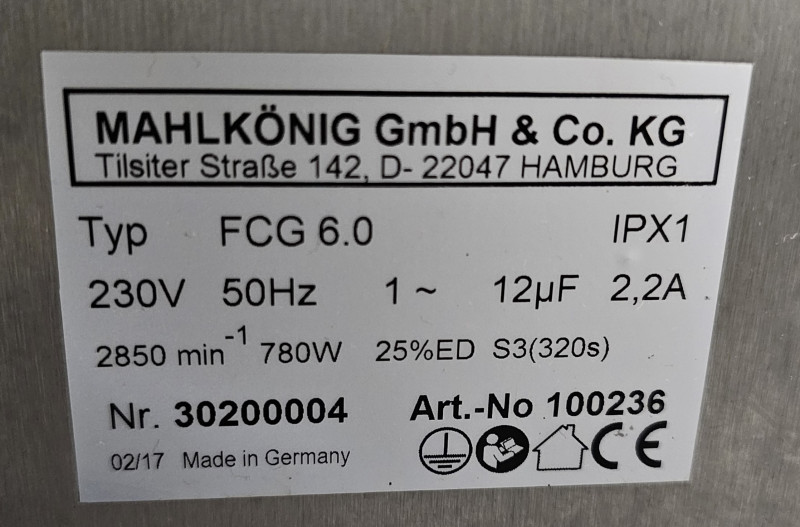 MAHLKÖNIG GmbH & Co. KG
Tilsiter Straße 142, D- 22047 HAMBURG
Typ FCG 6.0 IPX1
230V 50Hz 1 ~ 12µF 2,2A
2850 min-1 780W 25%ED S3(320s)
Nr. 30200004 Art.-No 100236
02/17 Made in Germany CE